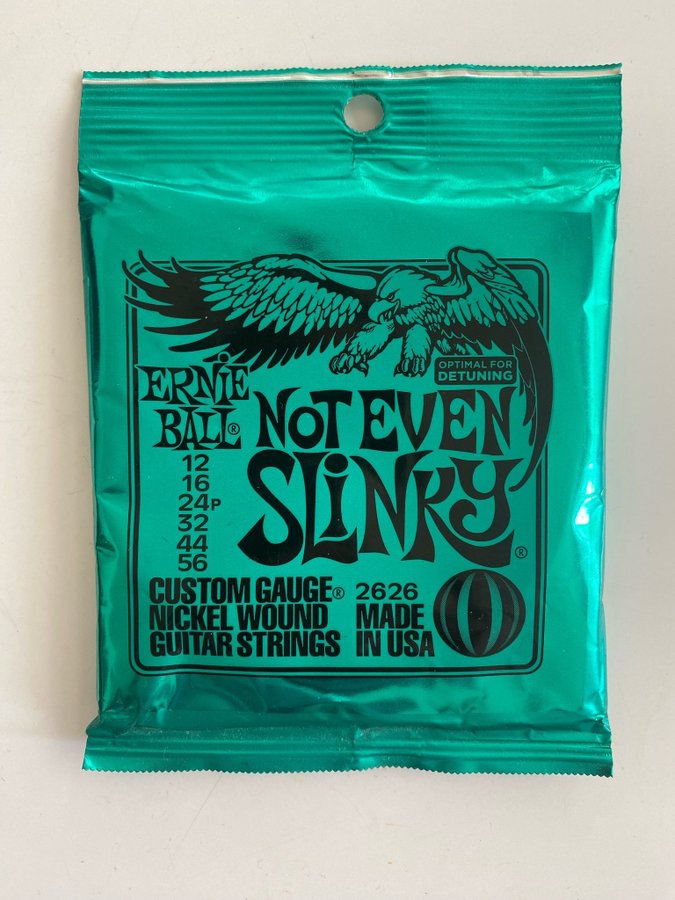 OPTIMAL FOR
DETUNING
ERNIE
BALL®
NOT EVEN
SLINKY®
12
16
24P
32
44
56
CUSTOM GAUGE®
NICKEL WOUND
GUITAR STRINGS
2626
MADE
IN USA